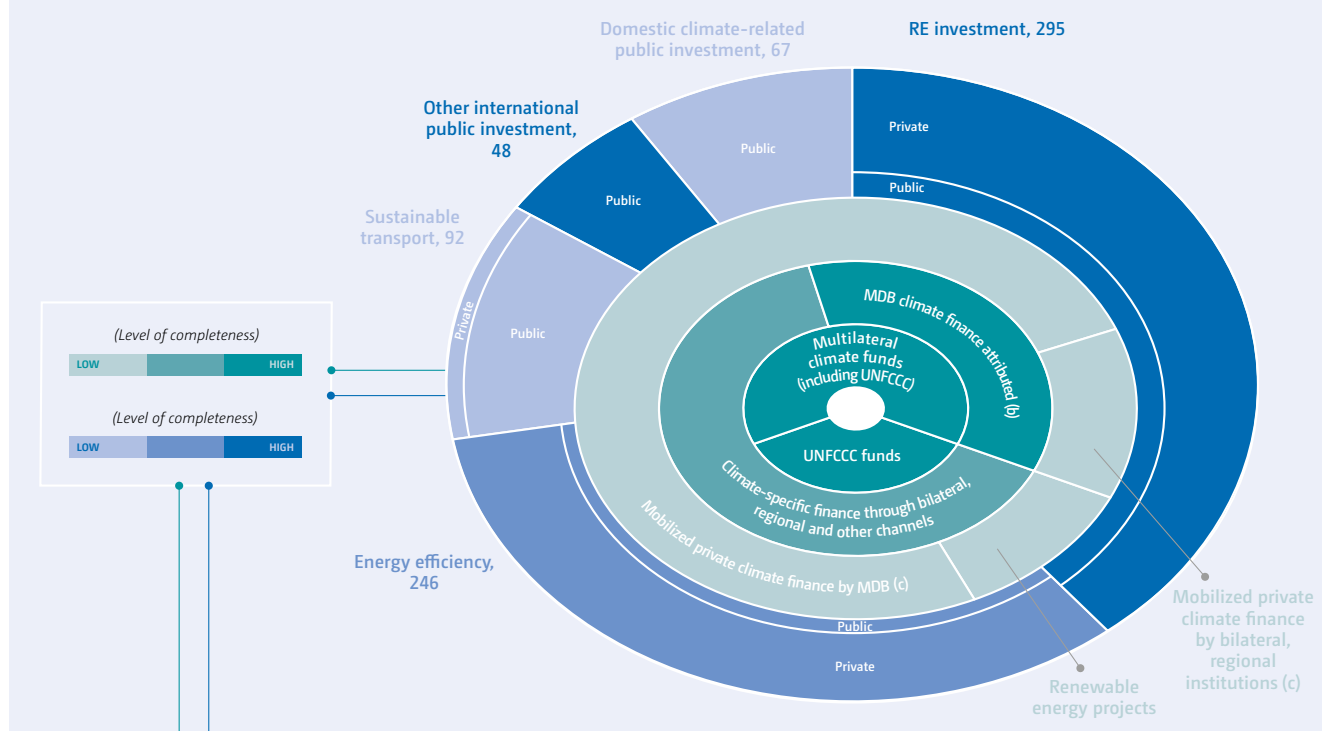 Domestic climate-related
public investment, 67
RE investment, 295
Other international
public investment,
48
Private
Public
Public
Public
Sustainable
transport, 92
Private
Public
MDB climate finance attributed (b)
Multilateral
climate funds
(including UNFCCC)
UNFCCC funds
Climate-specific finance through bilateral,
regional and other channels
Mobilized private climate finance by MDB (c)
(Level of completeness)
LOW HIGH
(Level of completeness)
LOW HIGH
Energy efficiency,
246
Public
Private
Mobilized private
climate finance
by bilateral,
regional
institutions (c)
Renewable
energy projects